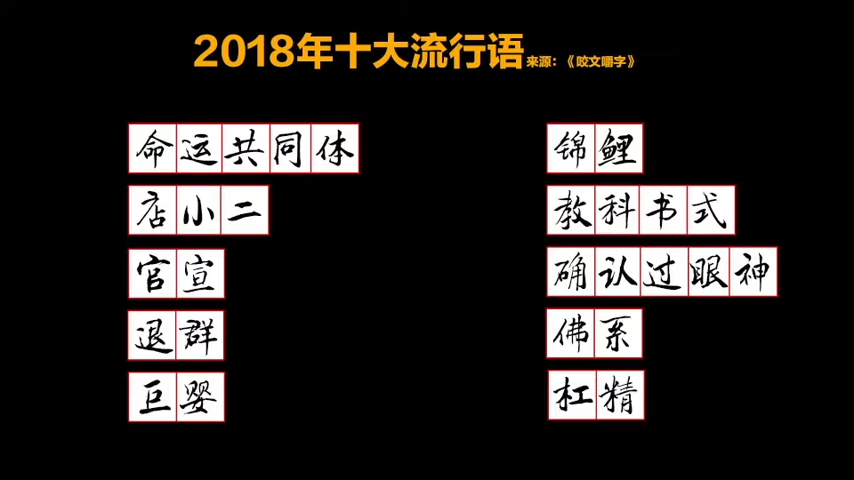 2018年十大流行语 来源：《咬文嚼字》
命运共同体
店小二
官宣
退群
巨婴
锦鲤
教科书式
确认过眼神
佛系
杠精